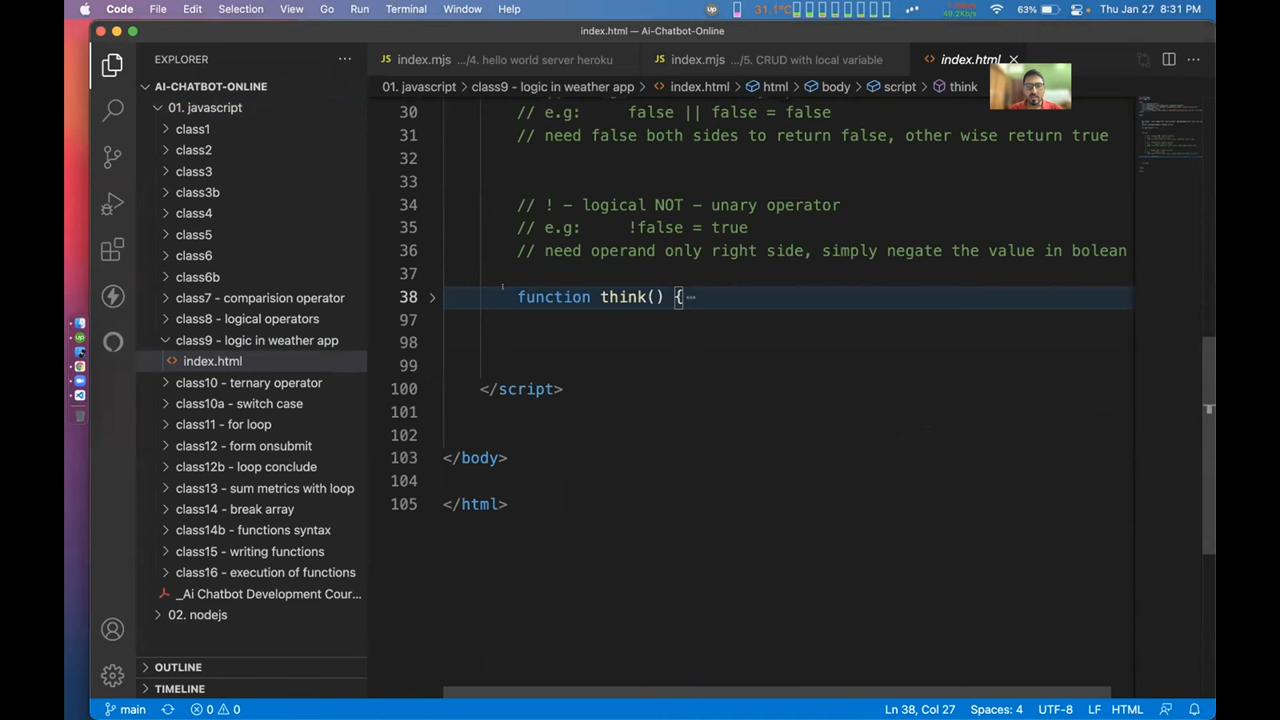 Code File Edit Selection View Go Run Terminal Window Help Up 31.1°C 49.2Kb/s 63% Thu Jan 27 8:31 PM
index.html — Ai-Chatbot-Online
EXPLORER
index.mjs .../4. hello world server heroku
index.mjs .../5. CRUD with local variable
index.html
01. javascript > class9 - logic in weather app > index.html > html > body > script > think
AI-CHATBOT-ONLINE
01. javascript
class1
class2
class3
class3b
class4
class5
class6
class6b
class7 - comparision operator
class8 - logical operators
class9 - logic in weather app
index.html
class10 - ternary operator
class10a - switch case
class11 - for loop
class12 - form onsubmit
class12b - loop conclude
class13 - sum metrics with loop
class14 - break array
class14b - functions syntax
class15 - writing functions
class16 - execution of functions
_Ai Chatbot Development Cour...
02. nodejs
OUTLINE
TIMELINE
30 // e.g: false || false = false
31 // need false both sides to return false, other wise return true
32
33
34 // ! - logical NOT - unary operator
35 // e.g: !false = true
36 // need operand only right side, simply negate the value in bolean
37
38 function think() {
97
98
99
100 </script>
101
102
103 </body>
104
105 </html>
main 0 0 Ln 38, Col 27 Spaces: 4 UTF-8 LF HTML